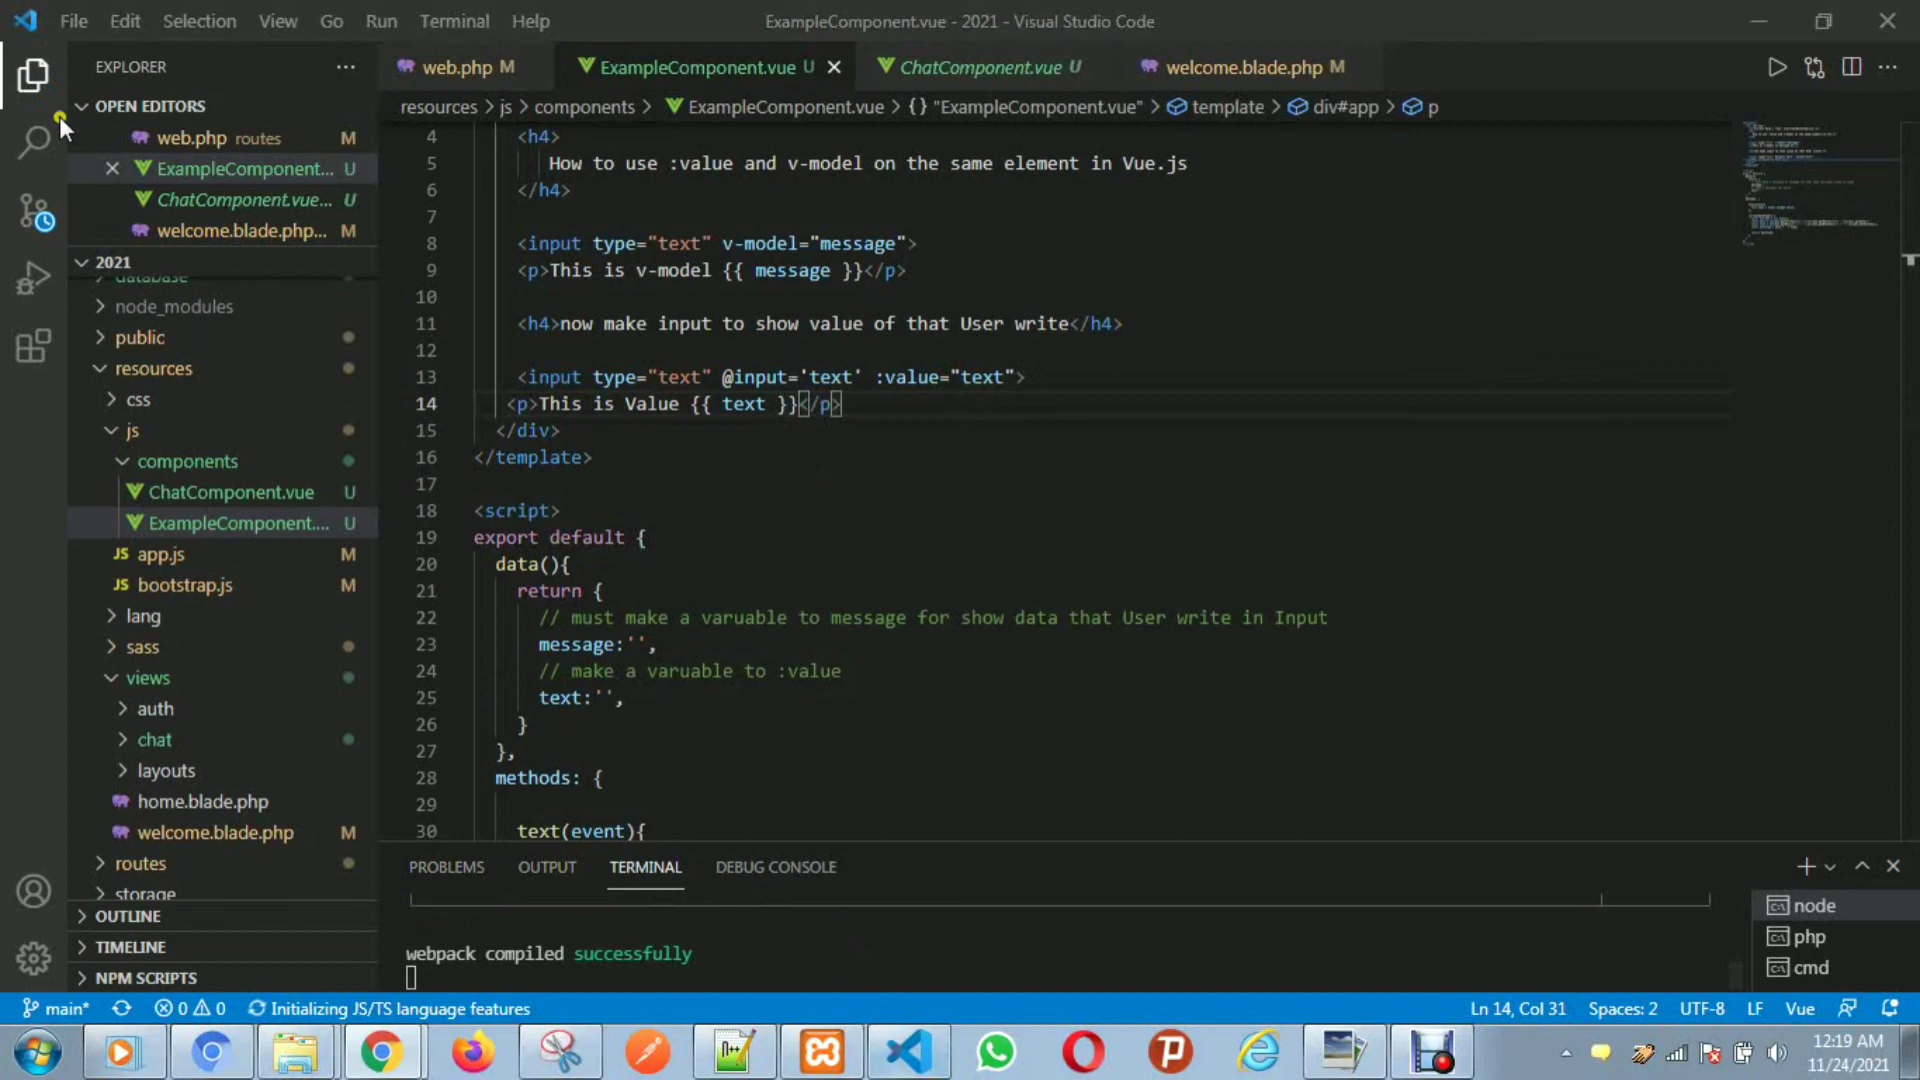 File Edit Selection View Go Run Terminal Help
ExampleComponent.vue - 2021 - Visual Studio Code
EXPLORER
OPEN EDITORS
web.php routes M
ExampleComponent... U
ChatComponent.vue... U
welcome.blade.php... M
2021
database
node_modules
public
resources
css
js
components
ChatComponent.vue U
ExampleComponent.... U
app.js M
bootstrap.js M
lang
sass
views
auth
chat
layouts
home.blade.php
welcome.blade.php M
routes
storage
OUTLINE
TIMELINE
NPM SCRIPTS
web.php M
ExampleComponent.vue U
ChatComponent.vue U
welcome.blade.php M
resources > js > components > ExampleComponent.vue > {} "ExampleComponent.vue" > template > div#app > p
4 <h4>
5 How to use :value and v-model on the same element in Vue.js
6 </h4>
7
8 <input type="text" v-model="message">
9 <p>This is v-model {{ message }}</p>
10
11 <h4>now make input to show value of that User write</h4>
12
13 <input type="text" @input='text' :value="text">
14 <p>This is Value {{ text }}</p>
15 </div>
16 </template>
17
18 <script>
19 export default {
20 data(){
21 return {
22 // must make a varuable to message for show data that User write in Input
23 message:'',
24 // make a varuable to :value
25 text:'',
26 }
27 },
28 methods: {
29
30 text(event){
PROBLEMS OUTPUT TERMINAL DEBUG CONSOLE
webpack compiled successfully
node
php
cmd
main* 0 0 Initializing JS/TS language features
Ln 14, Col 31 Spaces: 2 UTF-8 LF Vue
12:19 AM
11/24/2021